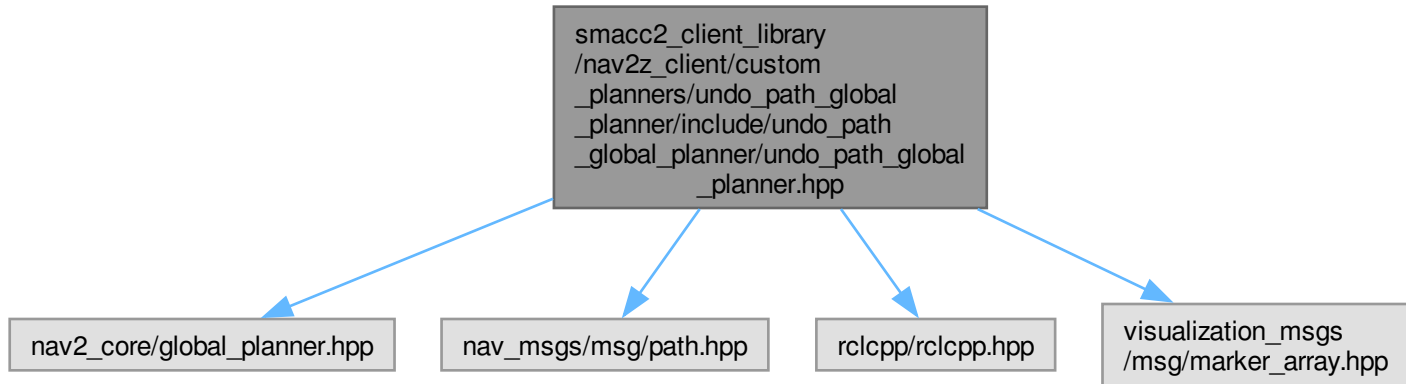 smacc2_client_library
/nav2z_client/custom
_planners/undo_path_global
_planner/include/undo_path
_global_planner/undo_path_global
_planner.hpp
nav2_core/global_planner.hpp
nav_msgs/msg/path.hpp
rclcpp/rclcpp.hpp
visualization_msgs
/msg/marker_array.hpp